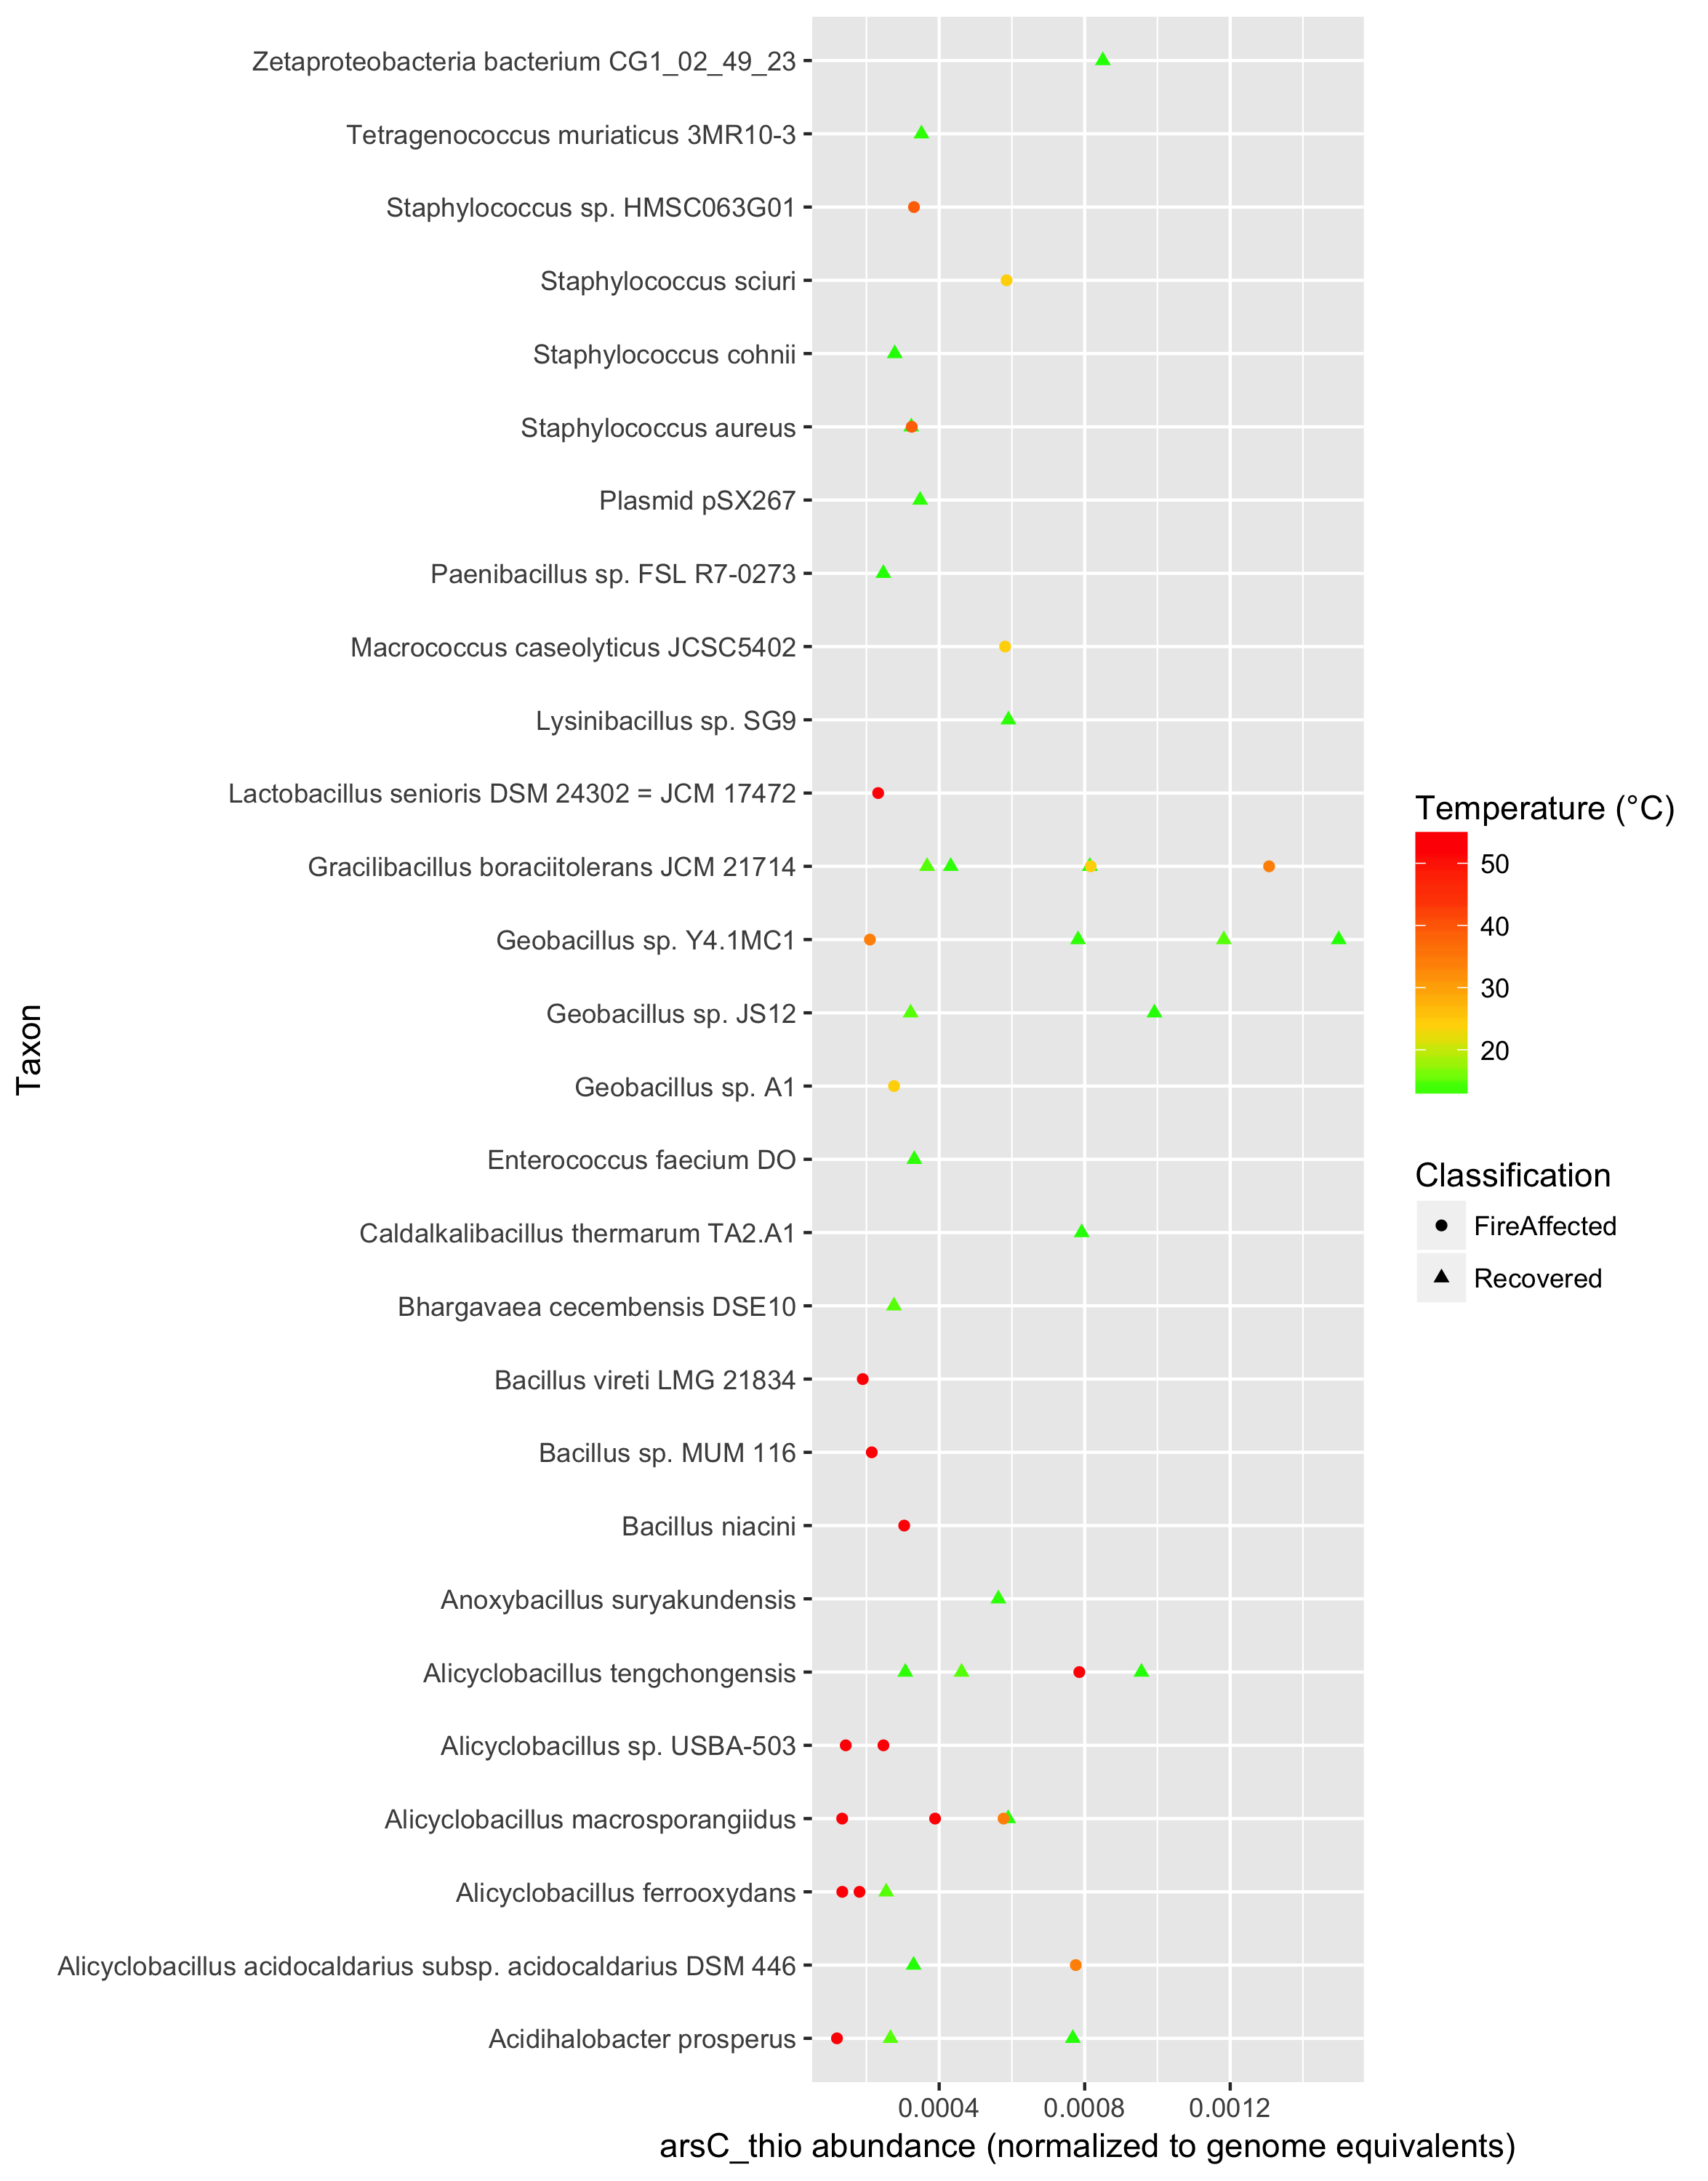 Zetaproteobacteria bacterium CG1_02_49_23
Tetragenococcus muriaticus 3MR10-3
Staphylococcus sp. HMSC063G01
Staphylococcus sciuri
Staphylococcus cohnii
Staphylococcus aureus
Plasmid pSX267
Paenibacillus sp. FSL R7-0273
Macrococcus caseolyticus JCSC5402
Lysinibacillus sp. SG9
Lactobacillus senioris DSM 24302 = JCM 17472
Gracilibacillus boraciitolerans JCM 21714
Geobacillus sp. Y4.1MC1
Geobacillus sp. JS12
Geobacillus sp. A1
Enterococcus faecium DO
Caldalkalibacillus thermarum TA2.A1
Bhargavaea cecembensis DSE10
Bacillus vireti LMG 21834
Bacillus sp. MUM 116
Bacillus niacini
Anoxybacillus suryakundensis
Alicyclobacillus tengchongensis
Alicyclobacillus sp. USBA-503
Alicyclobacillus macrosporangiidus
Alicyclobacillus ferrooxydans
Alicyclobacillus acidocaldarius subsp. acidocaldarius DSM 446
Acidihalobacter prosperus
Taxon
0.0004 0.0008 0.0012
arsC_thio abundance (normalized to genome equivalents)
Temperature (°C)
50
40
30
20
Classification
FireAffected
Recovered